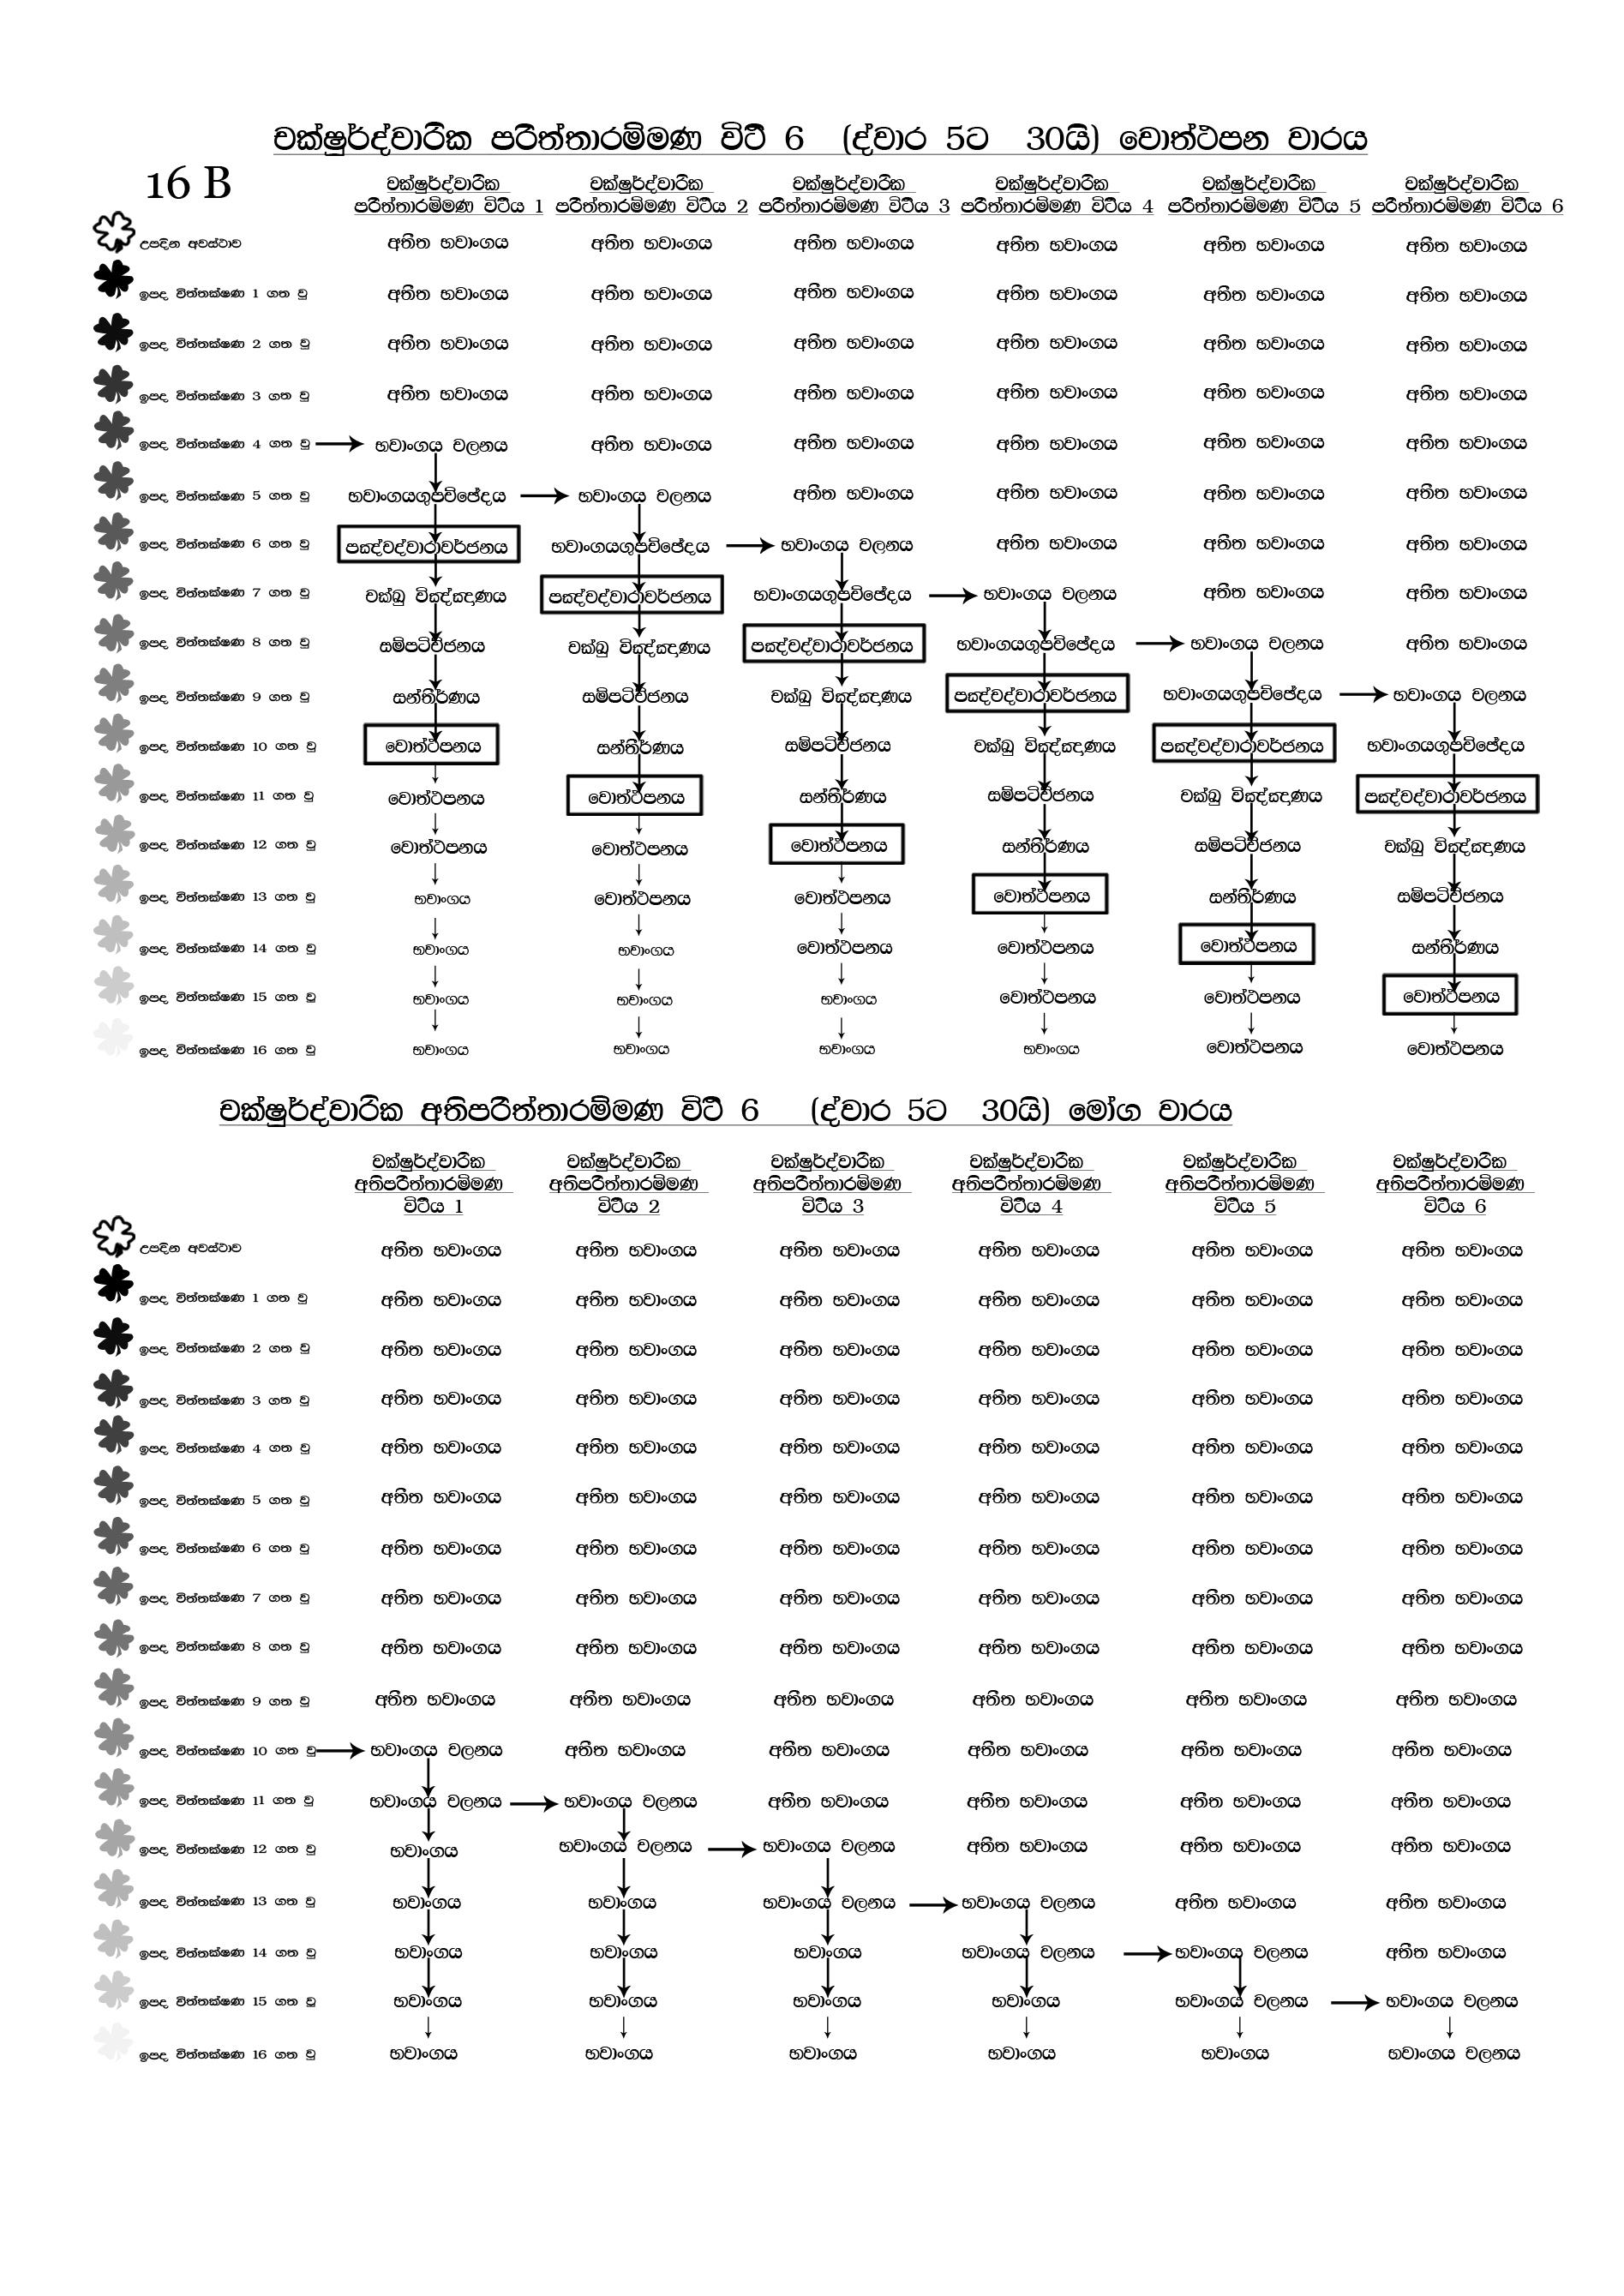 චක්ෂුර්ද්වාරික පරිත්තාරම්මණ විථි 6 (ද්වාර 5ට 30යි) වොත්ථපන වාරය
16 B
චක්ෂුර්ද්වාරික චක්ෂුර්ද්වාරික චක්ෂුර්ද්වාරික චක්ෂුර්ද්වාරික චක්ෂුර්ද්වාරික චක්ෂුර්ද්වාරික
පරිත්තාරම්මණ විථිය 1 පරිත්තාරම්මණ විථිය 2 පරිත්තාරම්මණ විථිය 3 පරිත්තාරම්මණ විථිය 4 පරිත්තාරම්මණ විථිය 5 පරිත්තාරම්මණ විථිය 6
උපදින අවස්ථාව අතීත භවාංගය අතීත භවාංගය අතීත භවාංගය අතීත භවාංගය අතීත භවාංගය අතීත භවාංගය
ඉපද චිත්තක්ෂණ 1 ගත වූ අතීත භවාංගය අතීත භවාංගය අතීත භවාංගය අතීත භවාංගය අතීත භවාංගය අතීත භවාංගය
ඉපද චිත්තක්ෂණ 2 ගත වූ අතීත භවාංගය අතීත භවාංගය අතීත භවාංගය අතීත භවාංගය අතීත භවාංගය අතීත භවාංගය
ඉපද චිත්තක්ෂණ 3 ගත වූ අතීත භවාංගය අතීත භවාංගය අතීත භවාංගය අතීත භවාංගය අතීත භවාංගය අතීත භවාංගය
ඉපද චිත්තක්ෂණ 4 ගත වූ භවාංගය චලනය අතීත භවාංගය අතීත භවාංගය අතීත භවාංගය අතීත භවාංගය අතීත භවාංගය
ඉපද චිත්තක්ෂණ 5 ගත වූ භවාංගයගුපච්ඡේදය භවාංගය චලනය අතීත භවාංගය අතීත භවාංගය අතීත භවාංගය අතීත භවාංගය
ඉපද චිත්තක්ෂණ 6 ගත වූ පඤ්චද්වාරාවර්ජනය භවාංගයගුපච්ඡේදය භවාංගය චලනය අතීත භවාංගය අතීත භවාංගය අතීත භවාංගය
ඉපද චිත්තක්ෂණ 7 ගත වූ චක්ඛු විඤ්ඤාණය පඤ්චද්වාරාවර්ජනය භවාංගයගුපච්ඡේදය භවාංගය චලනය අතීත භවාංගය අතීත භවාංගය
ඉපද චිත්තක්ෂණ 8 ගත වූ සම්පටිච්ඡනය චක්ඛු විඤ්ඤාණය පඤ්චද්වාරාවර්ජනය භවාංගයගුපච්ඡේදය භවාංගය චලනය අතීත භවාංගය
ඉපද චිත්තක්ෂණ 9 ගත වූ සන්තීර්ණය සම්පටිච්ඡනය චක්ඛු විඤ්ඤාණය පඤ්චද්වාරාවර්ජනය භවාංගයගුපච්ඡේදය භවාංගය චලනය
ඉපද චිත්තක්ෂණ 10 ගත වූ වොත්ථපනය සන්තීර්ණය සම්පටිච්ඡනය චක්ඛු විඤ්ඤාණය පඤ්චද්වාරාවර්ජනය භවාංගයගුපච්ඡේදය
ඉපද චිත්තක්ෂණ 11 ගත වූ වොත්ථපනය වොත්ථපනය සන්තීර්ණය සම්පටිච්ඡනය චක්ඛු විඤ්ඤාණය පඤ්චද්වාරාවර්ජනය
ඉපද චිත්තක්ෂණ 12 ගත වූ වොත්ථපනය වොත්ථපනය වොත්ථපනය සන්තීර්ණය සම්පටිච්ඡනය චක්ඛු විඤ්ඤාණය
ඉපද චිත්තක්ෂණ 13 ගත වූ භවාංගය වොත්ථපනය වොත්ථපනය වොත්ථපනය සන්තීර්ණය සම්පටිච්ඡනය
ඉපද චිත්තක්ෂණ 14 ගත වූ භවාංගය භවාංගය වොත්ථපනය වොත්ථපනය වොත්ථපනය සන්තීර්ණය
ඉපද චිත්තක්ෂණ 15 ගත වූ භවාංගය භවාංගය භවාංගය වොත්ථපනය වොත්ථපනය වොත්ථපනය
ඉපද චිත්තක්ෂණ 16 ගත වූ භවාංගය භවාංගය භවාංගය භවාංගය වොත්ථපනය වොත්ථපනය
චක්ෂුර්ද්වාරික අතිපරිත්තාරම්මණ විථි 6 (ද්වාර 5ට 30යි) මෝඝ වාරය
චක්ෂුර්ද්වාරික චක්ෂුර්ද්වාරික චක්ෂුර්ද්වාරික චක්ෂුර්ද්වාරික චක්ෂුර්ද්වාරික චක්ෂුර්ද්වාරික
අතිපරිත්තාරම්මණ අතිපරිත්තාරම්මණ අතිපරිත්තාරම්මණ අතිපරිත්තාරම්මණ අතිපරිත්තාරම්මණ අතිපරිත්තාරම්මණ
විථිය 1 විථිය 2 විථිය 3 විථිය 4 විථිය 5 විථිය 6
උපදින අවස්ථාව අතීත භවාංගය අතීත භවාංගය අතීත භවාංගය අතීත භවාංගය අතීත භවාංගය අතීත භවාංගය
ඉපද චිත්තක්ෂණ 1 ගත වූ අතීත භවාංගය අතීත භවාංගය අතීත භවාංගය අතීත භවාංගය අතීත භවාංගය අතීත භවාංගය
ඉපද චිත්තක්ෂණ 2 ගත වූ අතීත භවාංගය අතීත භවාංගය අතීත භවාංගය අතීත භවාංගය අතීත භවාංගය අතීත භවාංගය
ඉපද චිත්තක්ෂණ 3 ගත වූ අතීත භවාංගය අතීත භවාංගය අතීත භවාංගය අතීත භවාංගය අතීත භවාංගය අතීත භවාංගය
ඉපද චිත්තක්ෂණ 4 ගත වූ අතීත භවාංගය අතීත භවාංගය අතීත භවාංගය අතීත භවාංගය අතීත භවාංගය අතීත භවාංගය
ඉපද චිත්තක්ෂණ 5 ගත වූ අතීත භවාංගය අතීත භවාංගය අතීත භවාංගය අතීත භවාංගය අතීත භවාංගය අතීත භවාංගය
ඉපද චිත්තක්ෂණ 6 ගත වූ අතීත භවාංගය අතීත භවාංගය අතීත භවාංගය අතීත භවාංගය අතීත භවාංගය අතීත භවාංගය
ඉපද චිත්තක්ෂණ 7 ගත වූ අතීත භවාංගය අතීත භවාංගය අතීත භවාංගය අතීත භවාංගය අතීත භවාංගය අතීත භවාංගය
ඉපද චිත්තක්ෂණ 8 ගත වූ අතීත භවාංගය අතීත භවාංගය අතීත භවාංගය අතීත භවාංගය අතීත භවාංගය අතීත භවාංගය
ඉපද චිත්තක්ෂණ 9 ගත වූ අතීත භවාංගය අතීත භවාංගය අතීත භවාංගය අතීත භවාංගය අතීත භවාංගය අතීත භවාංගය
ඉපද චිත්තක්ෂණ 10 ගත වූ භවාංගය චලනය අතීත භවාංගය අතීත භවාංගය අතීත භවාංගය අතීත භවාංගය අතීත භවාංගය
ඉපද චිත්තක්ෂණ 11 ගත වූ භවාංගය චලනය භවාංගය චලනය අතීත භවාංගය අතීත භවාංගය අතීත භවාංගය අතීත භවාංගය
ඉපද චිත්තක්ෂණ 12 ගත වූ භවාංගය භවාංගය චලනය භවාංගය චලනය අතීත භවාංගය අතීත භවාංගය අතීත භවාංගය
ඉපද චිත්තක්ෂණ 13 ගත වූ භවාංගය භවාංගය භවාංගය චලනය භවාංගය චලනය අතීත භවාංගය අතීත භවාංගය
ඉපද චිත්තක්ෂණ 14 ගත වූ භවාංගය භවාංගය භවාංගය භවාංගය චලනය භවාංගය චලනය අතීත භවාංගය
ඉපද චිත්තක්ෂණ 15 ගත වූ භවාංගය භවාංගය භවාංගය භවාංගය භවාංගය චලනය භවාංගය චලනය
ඉපද චිත්තක්ෂණ 16 ගත වූ භවාංගය භවාංගය භවාංගය භවාංගය භවාංගය භවාංගය චලනය